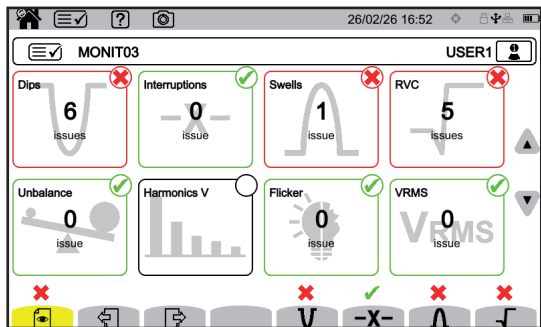 26/02/26 16:52
MONIT03
USER1
Dips
6
issues
Interruptions
0
issue
Swells
1
issue
RVC
5
issues
Unbalance
0
issue
Harmonics V
Flicker
0
issue
VRMS
VRMS
0
issue